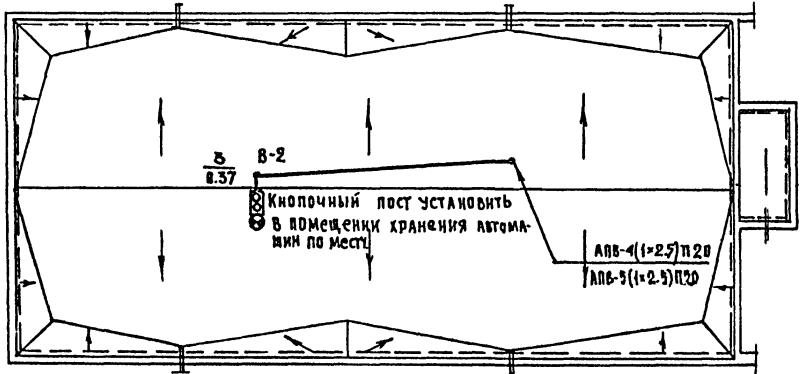 3 В-2
0.37
КНОПОЧНЫЙ ПОСТ УСТАНОВИТЬ
В ПОМЕЩЕНИИ ХРАНЕНИЯ АВТОМА-
ШИН ПО МЕСТУ
АПВ-4(1×2.5)П20
АПВ-5(1×2.5)П20